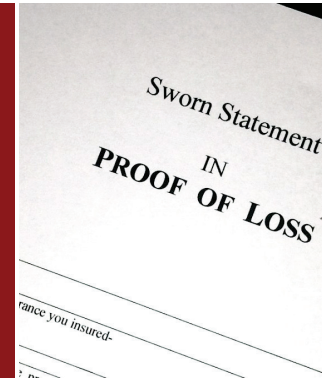 Sworn Statement
IN
PROOF OF LOSS
rance you insured-